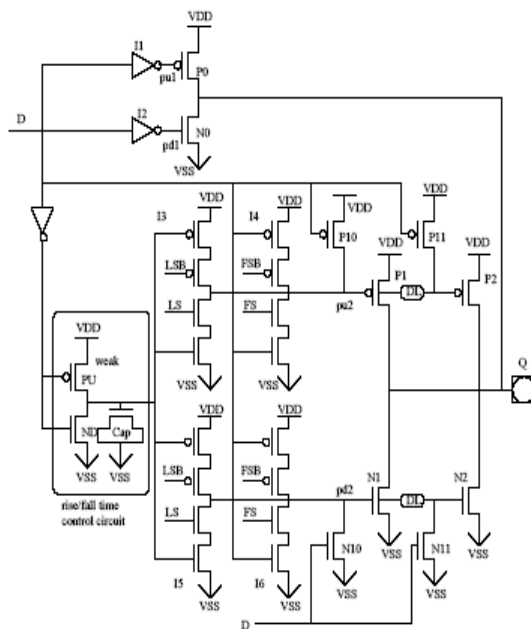 VDD
I1
pu1
P0
D
I2
pd1
N0
VSS
VDD
I3
VDD
I4
VDD
P10
VDD
P11
VDD
P1
VDD
P2
LSB
FSB
LS
FS
pu2
DL
VSS
VSS
VDD
weak
PU
ND
Cap
VSS
VSS
rise/fall time
control circuit
VDD
VDD
LSB
FSB
LS
FS
I5
VSS
I6
VSS
Q
N1
N2
pd2
DL
VSS
VSS
N10
VSS
N11
VSS
D